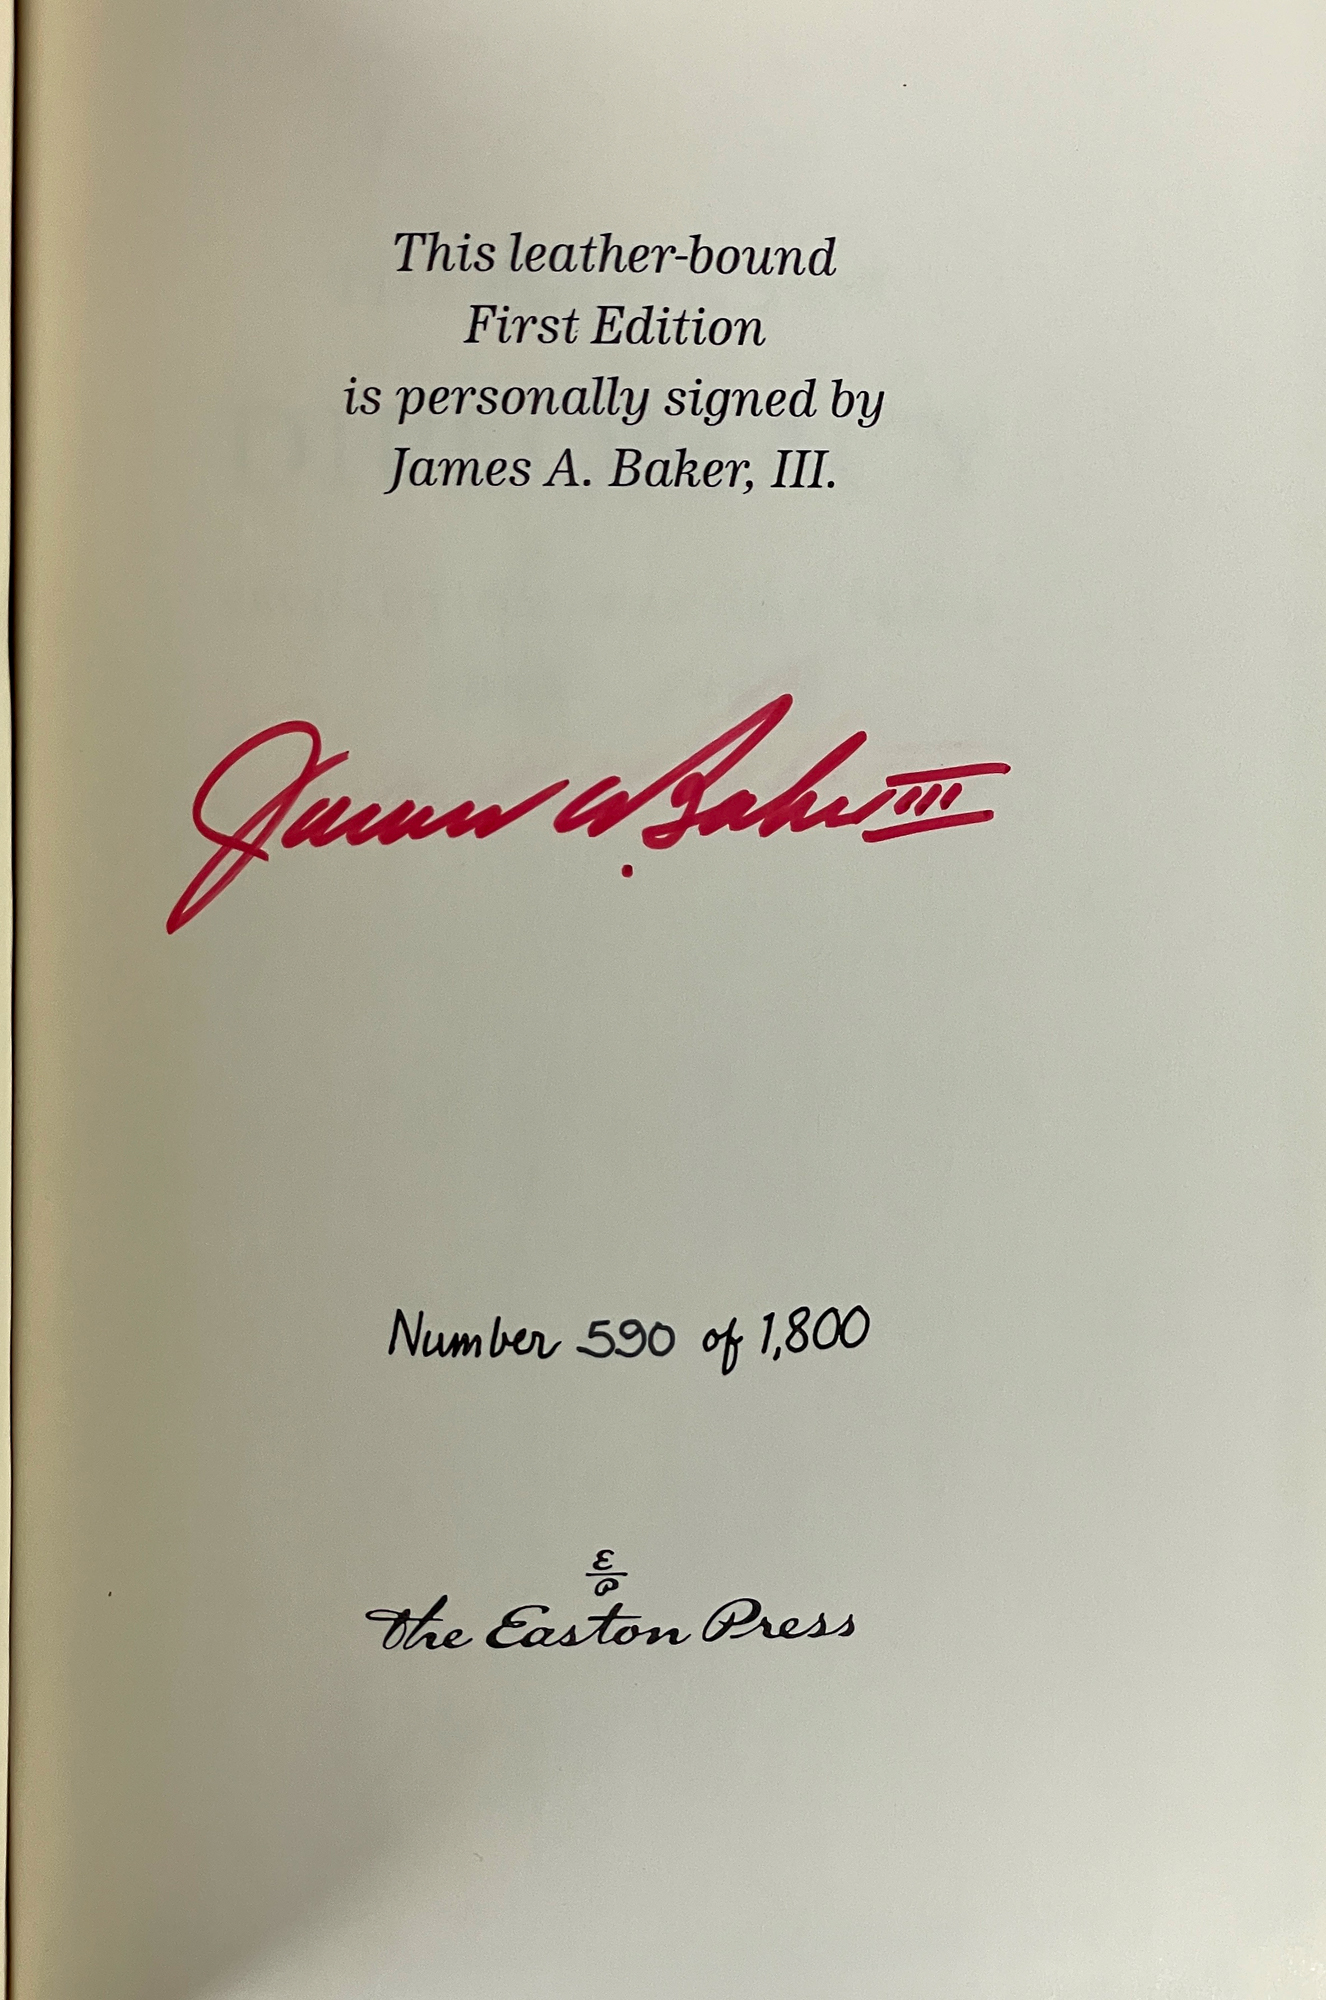 This leather-bound
First Edition
is personally signed by
James A. Baker, III.
James A. Baker III
Number 590 of 1,800
E
P
The Easton Press